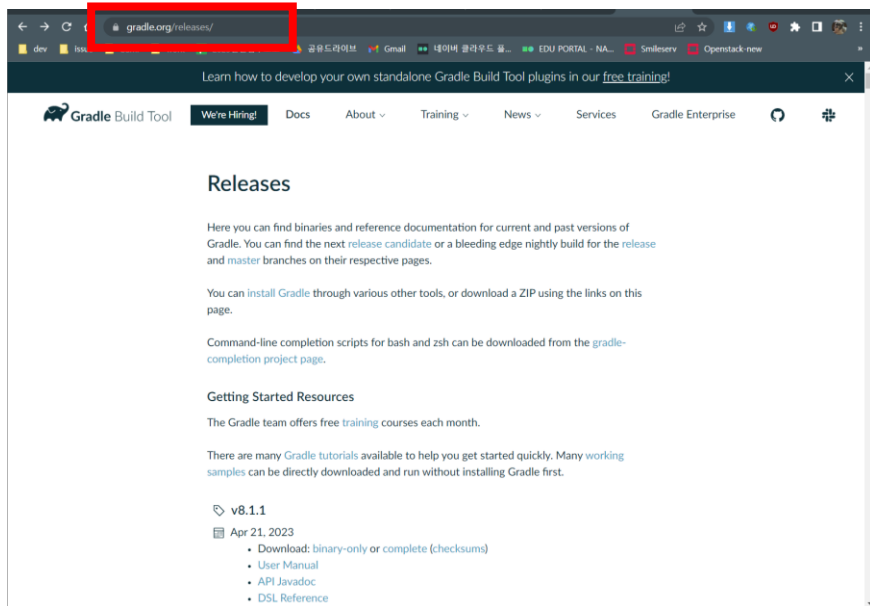 gradle.org/releases/
dev
공유드라이브
Gmail
네이버 클라우드 플...
EDU PORTAL - NA...
Smileserv
Openstack-new
»
Learn how to develop your own standalone Gradle Build Tool plugins in our free training!
Gradle Build Tool
We're Hiring!
Docs
About
Training
News
Services
Gradle Enterprise
Releases
Here you can find binaries and reference documentation for current and past versions of
Gradle. You can find the next release candidate or a bleeding edge nightly build for the release
and master branches on their respective pages.
You can install Gradle through various other tools, or download a ZIP using the links on this
page.
Command-line completion scripts for bash and zsh can be downloaded from the gradle-
completion project page.
Getting Started Resources
The Gradle team offers free training courses each month.
There are many Gradle tutorials available to help you get started quickly. Many working
samples can be directly downloaded and run without installing Gradle first.
v8.1.1
Apr 21, 2023
• Download: binary-only or complete (checksums)
• User Manual
• API Javadoc
• DSL Reference